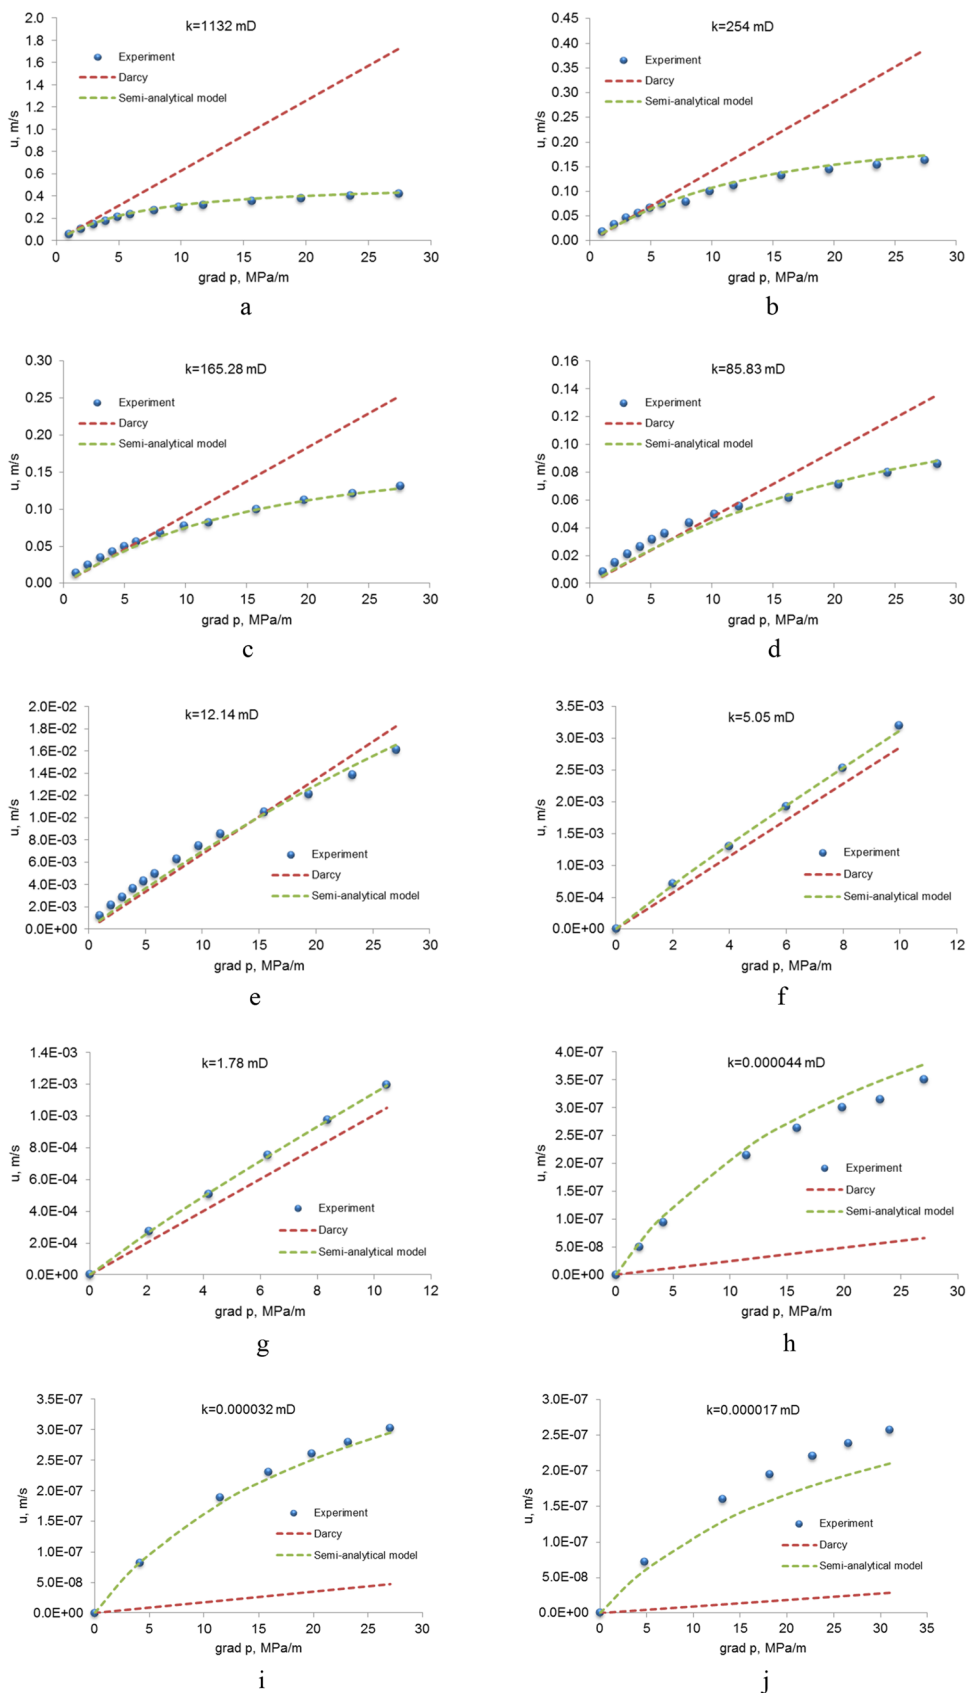 k=1132 mD
2.0
1.8
1.6
1.4
1.2
1.0
0.8
0.6
0.4
0.2
0.0
u, m/s
Experiment
Darcy
Semi-analytical model
0 5 10 15 20 25 30
grad p, MPa/m
a
k=254 mD
0.45
0.40
0.35
0.30
0.25
0.20
0.15
0.10
0.05
0.00
u, m/s
Experiment
Darcy
Semi-analytical model
0 5 10 15 20 25 30
grad p, MPa/m
b
k=165.28 mD
0.30
0.25
0.20
0.15
0.10
0.05
0.00
u, m/s
Experiment
Darcy
Semi-analytical model
0 5 10 15 20 25 30
grad p, MPa/m
c
k=85.83 mD
0.16
0.14
0.12
0.10
0.08
0.06
0.04
0.02
0.00
u, m/s
Experiment
Darcy
Semi-analytical model
0 5 10 15 20 25 30
grad p, MPa/m
d
k=12.14 mD
2.0E-02
1.8E-02
1.6E-02
1.4E-02
1.2E-02
1.0E-02
8.0E-03
6.0E-03
4.0E-03
2.0E-03
0.0E+00
u, m/s
Experiment
Darcy
Semi-analytical model
0 5 10 15 20 25 30
grad p, MPa/m
e
k=5.05 mD
3.5E-03
3.0E-03
2.5E-03
2.0E-03
1.5E-03
1.0E-03
5.0E-04
0.0E+00
u, m/s
Experiment
Darcy
Semi-analytical model
0 2 4 6 8 10 12
grad p, MPa/m
f
k=1.78 mD
1.4E-03
1.2E-03
1.0E-03
8.0E-04
6.0E-04
4.0E-04
2.0E-04
0.0E+00
u, m/s
Experiment
Darcy
Semi-analytical model
0 2 4 6 8 10 12
grad p, MPa/m
g
k=0.000044 mD
4.0E-07
3.5E-07
3.0E-07
2.5E-07
2.0E-07
1.5E-07
1.0E-07
5.0E-08
0.0E+00
u, m/s
Experiment
Darcy
Semi-analytical model
0 5 10 15 20 25 30
grad p, MPa/m
h
k=0.000032 mD
3.5E-07
3.0E-07
2.5E-07
2.0E-07
1.5E-07
1.0E-07
5.0E-08
0.0E+00
u, m/s
Experiment
Darcy
Semi-analytical model
0 5 10 15 20 25 30
grad p, MPa/m
i
k=0.000017 mD
3.0E-07
2.5E-07
2.0E-07
1.5E-07
1.0E-07
5.0E-08
0.0E+00
u, m/s
Experiment
Darcy
Semi-analytical model
0 5 10 15 20 25 30 35
grad p, MPa/m
j